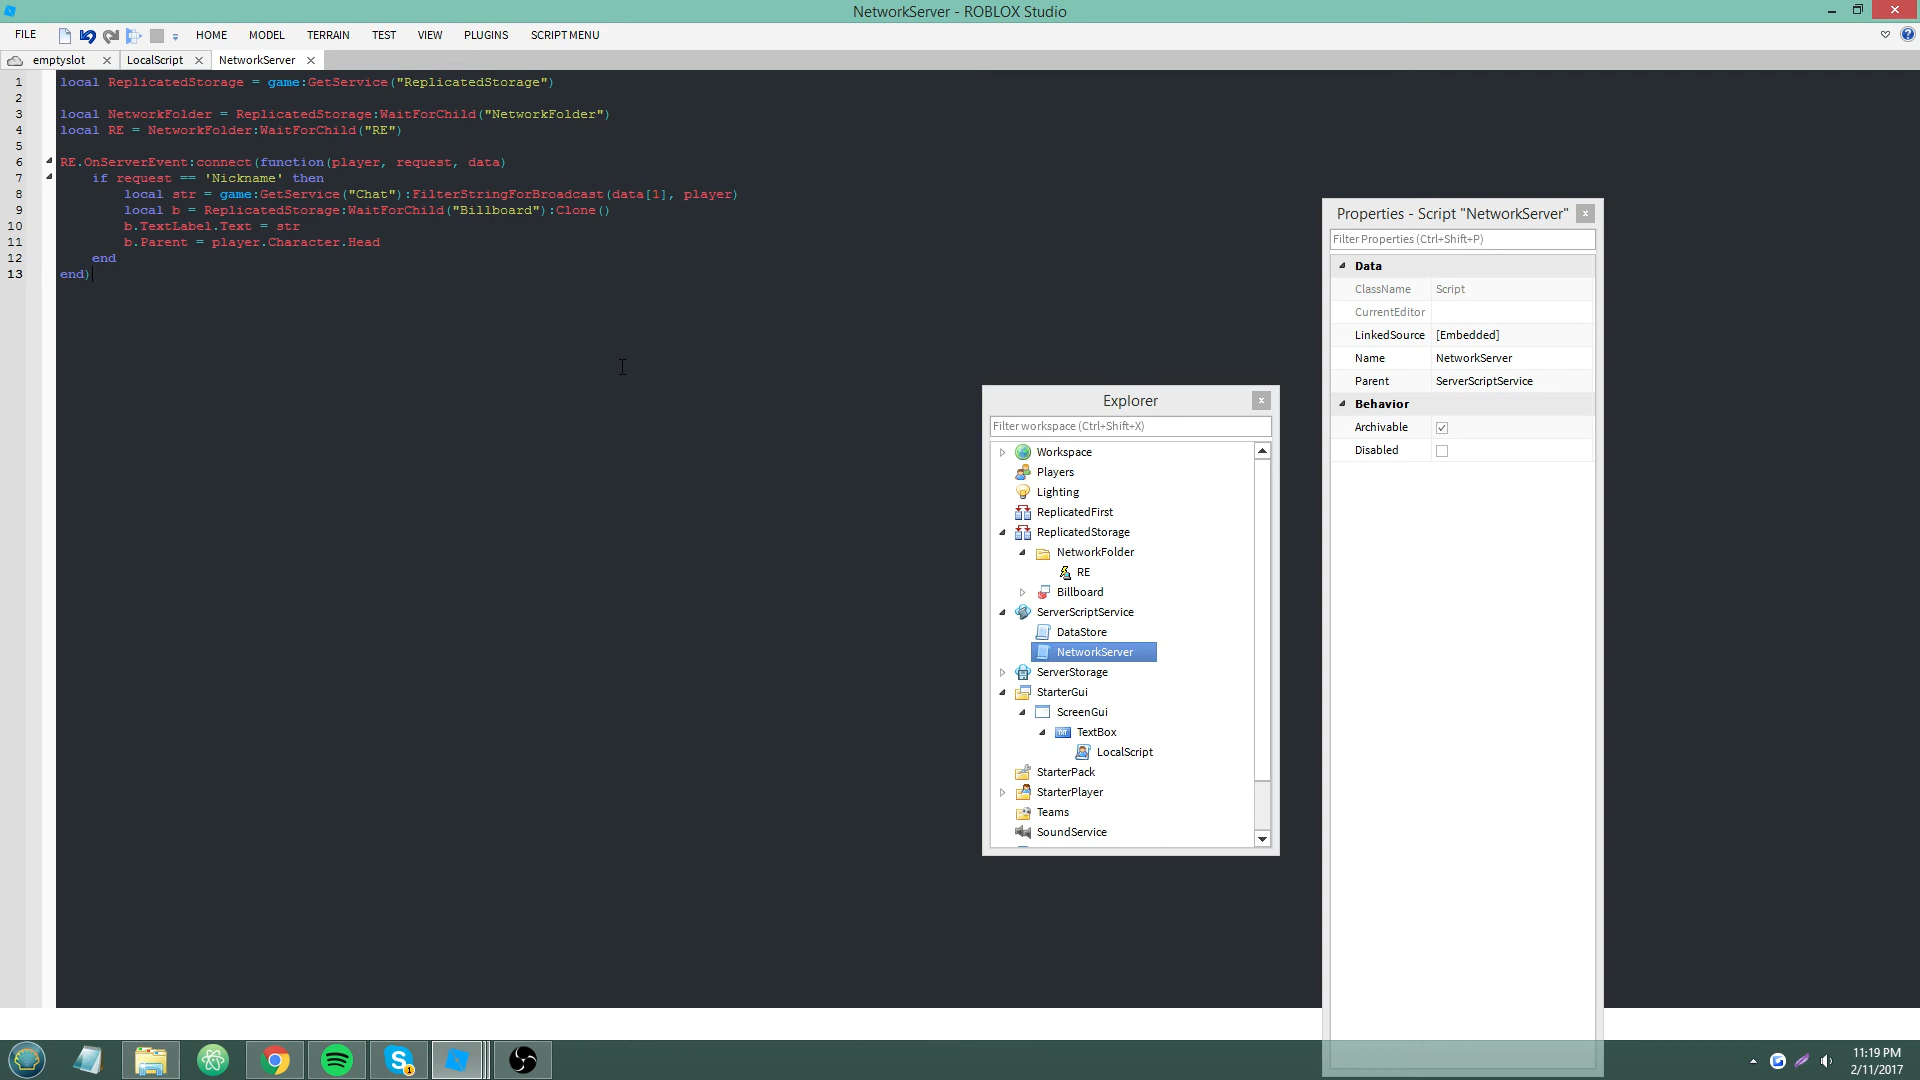 NetworkServer - ROBLOX Studio
FILE HOME MODEL TERRAIN TEST VIEW PLUGINS SCRIPT MENU
emptyslot LocalScript NetworkServer
1 local ReplicatedStorage = game:GetService("ReplicatedStorage")
2
3 local NetworkFolder = ReplicatedStorage:WaitForChild("NetworkFolder")
4 local RE = NetworkFolder:WaitForChild("RE")
5
6 RE.OnServerEvent:connect(function(player, request, data)
7 if request == 'Nickname' then
8 local str = game:GetService("Chat"):FilterStringForBroadcast(data[1], player)
9 local b = ReplicatedStorage:WaitForChild("Billboard"):Clone()
10 b.TextLabel.Text = str
11 b.Parent = player.Character.Head
12 end
13 end)
Explorer
Filter workspace (Ctrl+Shift+X)
Workspace
Players
Lighting
ReplicatedFirst
ReplicatedStorage
NetworkFolder
RE
Billboard
ServerScriptService
DataStore
NetworkServer
ServerStorage
StarterGui
ScreenGui
TextBox
LocalScript
StarterPack
StarterPlayer
Teams
SoundService
Properties - Script "NetworkServer"
Filter Properties (Ctrl+Shift+P)
Data
ClassName Script
CurrentEditor
LinkedSource [Embedded]
Name NetworkServer
Parent ServerScriptService
Behavior
Archivable
Disabled
11:19 PM
2/11/2017